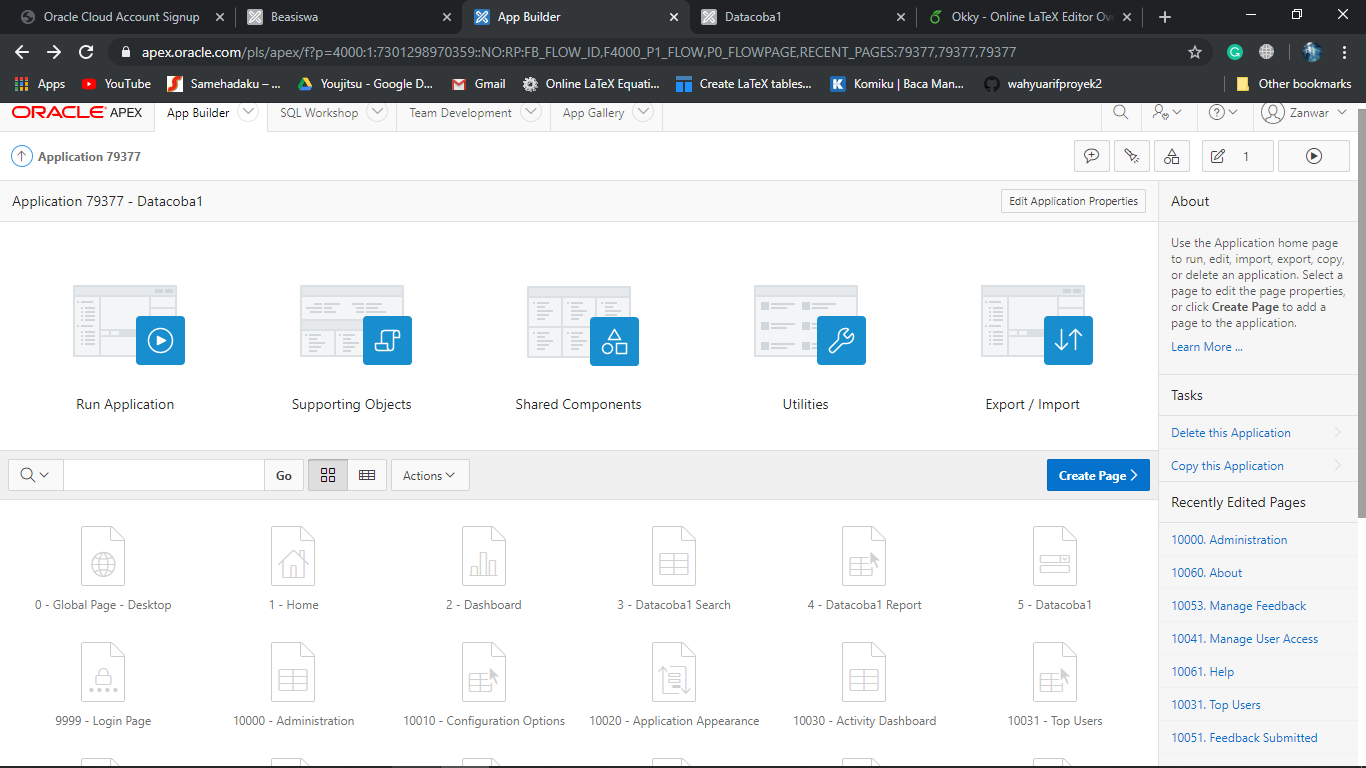 Oracle Cloud Account Signup
Beasiswa
App Builder
Datacoba1
Okky - Online LaTeX Editor Ove
apex.oracle.com/pls/apex/f?p=4000:1:7301298970359::NO:RP:FB_FLOW_ID,F4000_P1_FLOW,P0_FLOWPAGE,RECENT_PAGES:79377,79377,79377
Apps
YouTube
Samehadaku – ...
Youjitsu - Google D...
Gmail
Online LaTeX Equati...
Create LaTeX tables...
Komiku | Baca Man...
wahyuarifproyek2
Other bookmarks
ORACLE APEX
App Builder
SQL Workshop
Team Development
App Gallery
Zanwar
Application 79377
1
Application 79377 - Datacoba1
Edit Application Properties
Run Application
Supporting Objects
Shared Components
Utilities
Export / Import
Go
Actions
Create Page
0 - Global Page - Desktop
1 - Home
2 - Dashboard
3 - Datacoba1 Search
4 - Datacoba1 Report
5 - Datacoba1
9999 - Login Page
10000 - Administration
10010 - Configuration Options
10020 - Application Appearance
10030 - Activity Dashboard
10031 - Top Users
About
Use the Application home page
to run, edit, import, export, copy,
or delete an application. Select a
page to edit the page properties,
or click Create Page to add a
page to the application.
Learn More ...
Tasks
Delete this Application
Copy this Application
Recently Edited Pages
10000. Administration
10060. About
10053. Manage Feedback
10041. Manage User Access
10061. Help
10031. Top Users
10051. Feedback Submitted